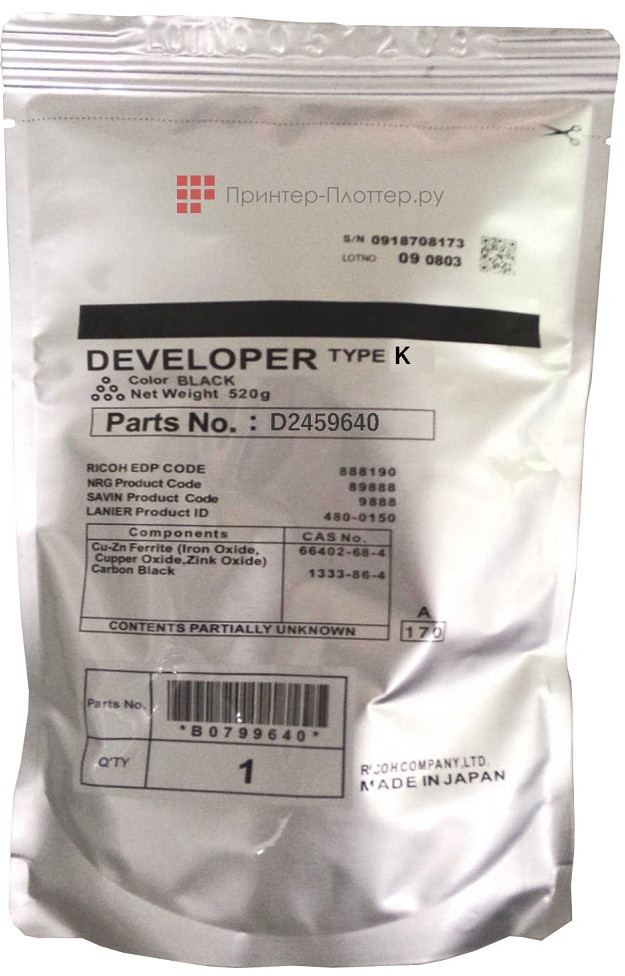 LOTNO 05 1209
Принтер-Плоттер.ру
S/N 0918708173
LOTNO 09 0803
DEVELOPER TYPE K
Color BLACK
Net Weight 520g
Parts No. : D2459640
RICOH EDP CODE 888190
NRG Product Code 89888
SAVIN Product Code 9888
LANIER Product ID 480-0150
Components CAS No.
Cu-Zn Ferrite (Iron Oxide, 66402-68-4
Cupper Oxide,Zink Oxide)
Carbon Black 1333-86-4
A
CONTENTS PARTIALLY UNKNOWN 170
Parts No. *B0799640*
Q'TY 1
RICOH COMPANY,LTD.
MADE IN JAPAN